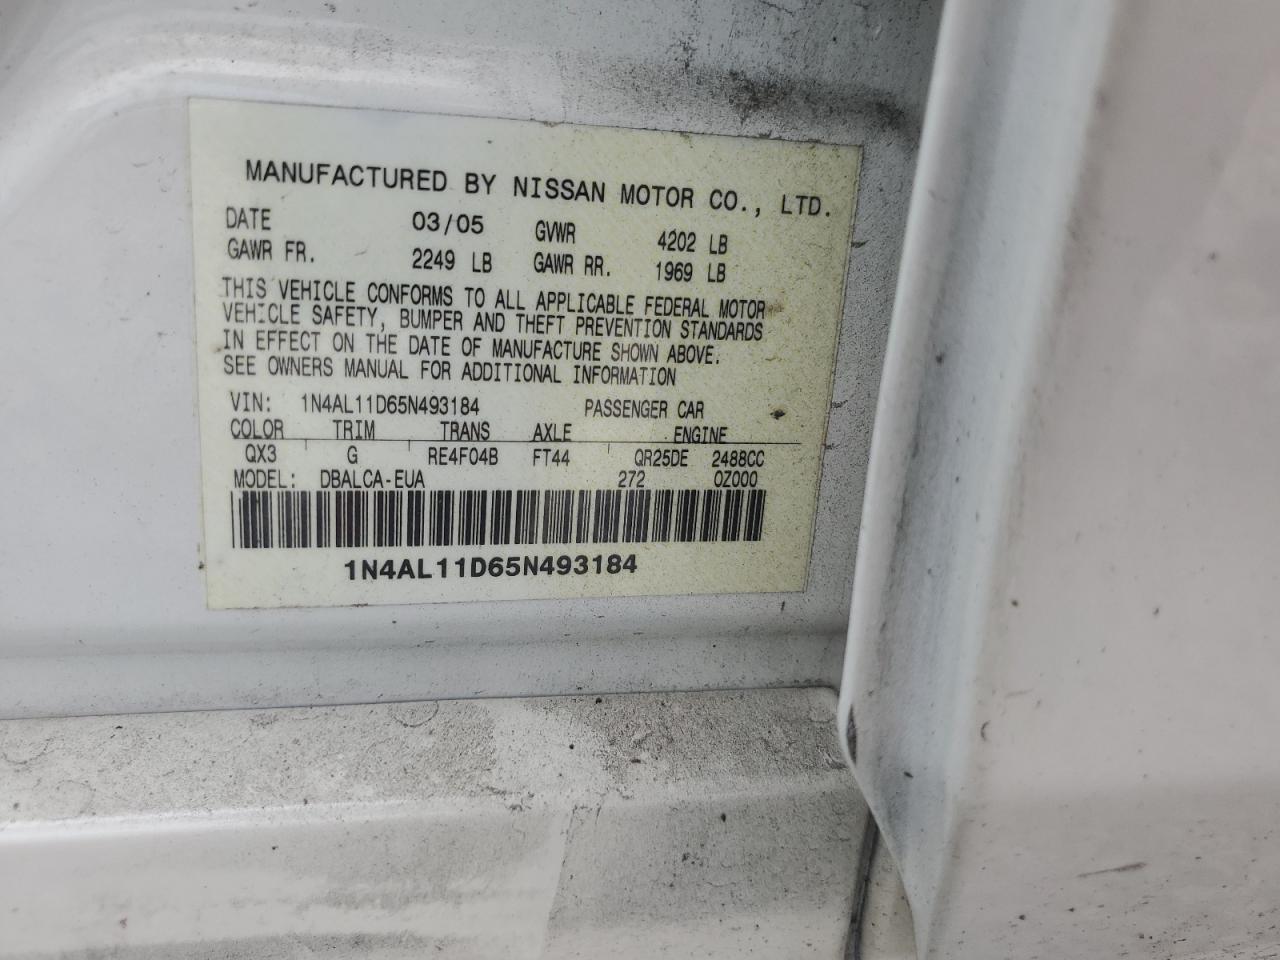 MANUFACTURED BY NISSAN MOTOR CO., LTD.
DATE 03/05 GVWR 4202 LB
GAWR FR. 2249 LB GAWR RR. 1969 LB
THIS VEHICLE CONFORMS TO ALL APPLICABLE FEDERAL MOTOR
VEHICLE SAFETY, BUMPER AND THEFT PREVENTION STANDARDS
IN EFFECT ON THE DATE OF MANUFACTURE SHOWN ABOVE.
SEE OWNERS MANUAL FOR ADDITIONAL INFORMATION
VIN: 1N4AL11D65N493184 PASSENGER CAR
COLOR TRIM TRANS AXLE ENGINE
QX3 G RE4F04B FT44 QR25DE 2488CC
MODEL: DBALCA-EUA 272 0Z000
1N4AL11D65N493184